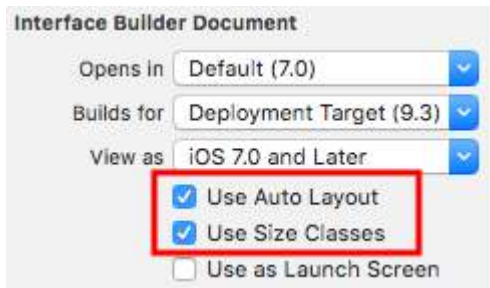 Interface Builder Document
Opens in Default (7.0)
Builds for Deployment Target (9.3)
View as iOS 7.0 and Later
Use Auto Layout
Use Size Classes
Use as Launch Screen